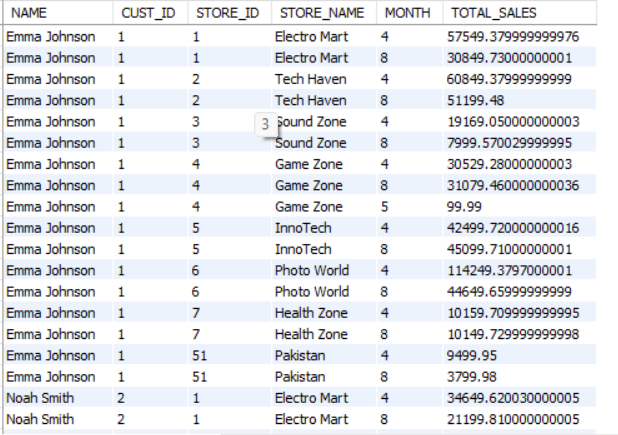 NAME CUST_ID STORE_ID STORE_NAME MONTH TOTAL_SALES
Emma Johnson 1 1 Electro Mart 4 57549.379999999976
Emma Johnson 1 1 Electro Mart 8 30849.73000000001
Emma Johnson 1 2 Tech Haven 4 60849.37999999999
Emma Johnson 1 2 Tech Haven 8 51199.48
Emma Johnson 1 3 3 Sound Zone 4 19169.050000000003
Emma Johnson 1 3 Sound Zone 8 7999.570029999995
Emma Johnson 1 4 Game Zone 4 30529.28000000003
Emma Johnson 1 4 Game Zone 8 31079.460000000036
Emma Johnson 1 4 Game Zone 5 99.99
Emma Johnson 1 5 InnoTech 4 42499.720000000016
Emma Johnson 1 5 InnoTech 8 45099.71000000001
Emma Johnson 1 6 Photo World 4 114249.3797000001
Emma Johnson 1 6 Photo World 8 44649.65999999999
Emma Johnson 1 7 Health Zone 4 10159.709999999995
Emma Johnson 1 7 Health Zone 8 10149.729999999998
Emma Johnson 1 51 Pakistan 4 9499.95
Emma Johnson 1 51 Pakistan 8 3799.98
Noah Smith 2 1 Electro Mart 4 34649.620030000005
Noah Smith 2 1 Electro Mart 8 21199.810000000005